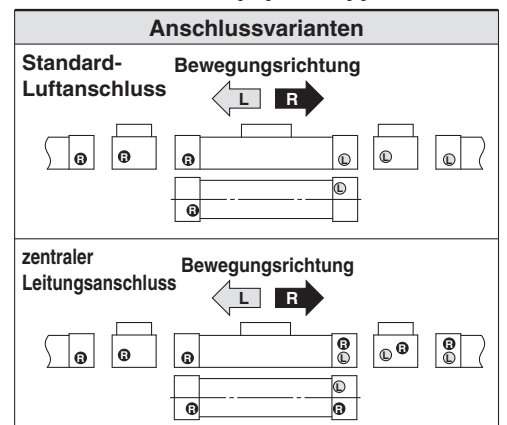 Anschlussvarianten
Standard-
Luftanschluss
Bewegungsrichtung
L R
R R R L L L
L
R
zentraler
Leitungsanschluss
Bewegungsrichtung
L R
R R R R L L R R L
L
R R